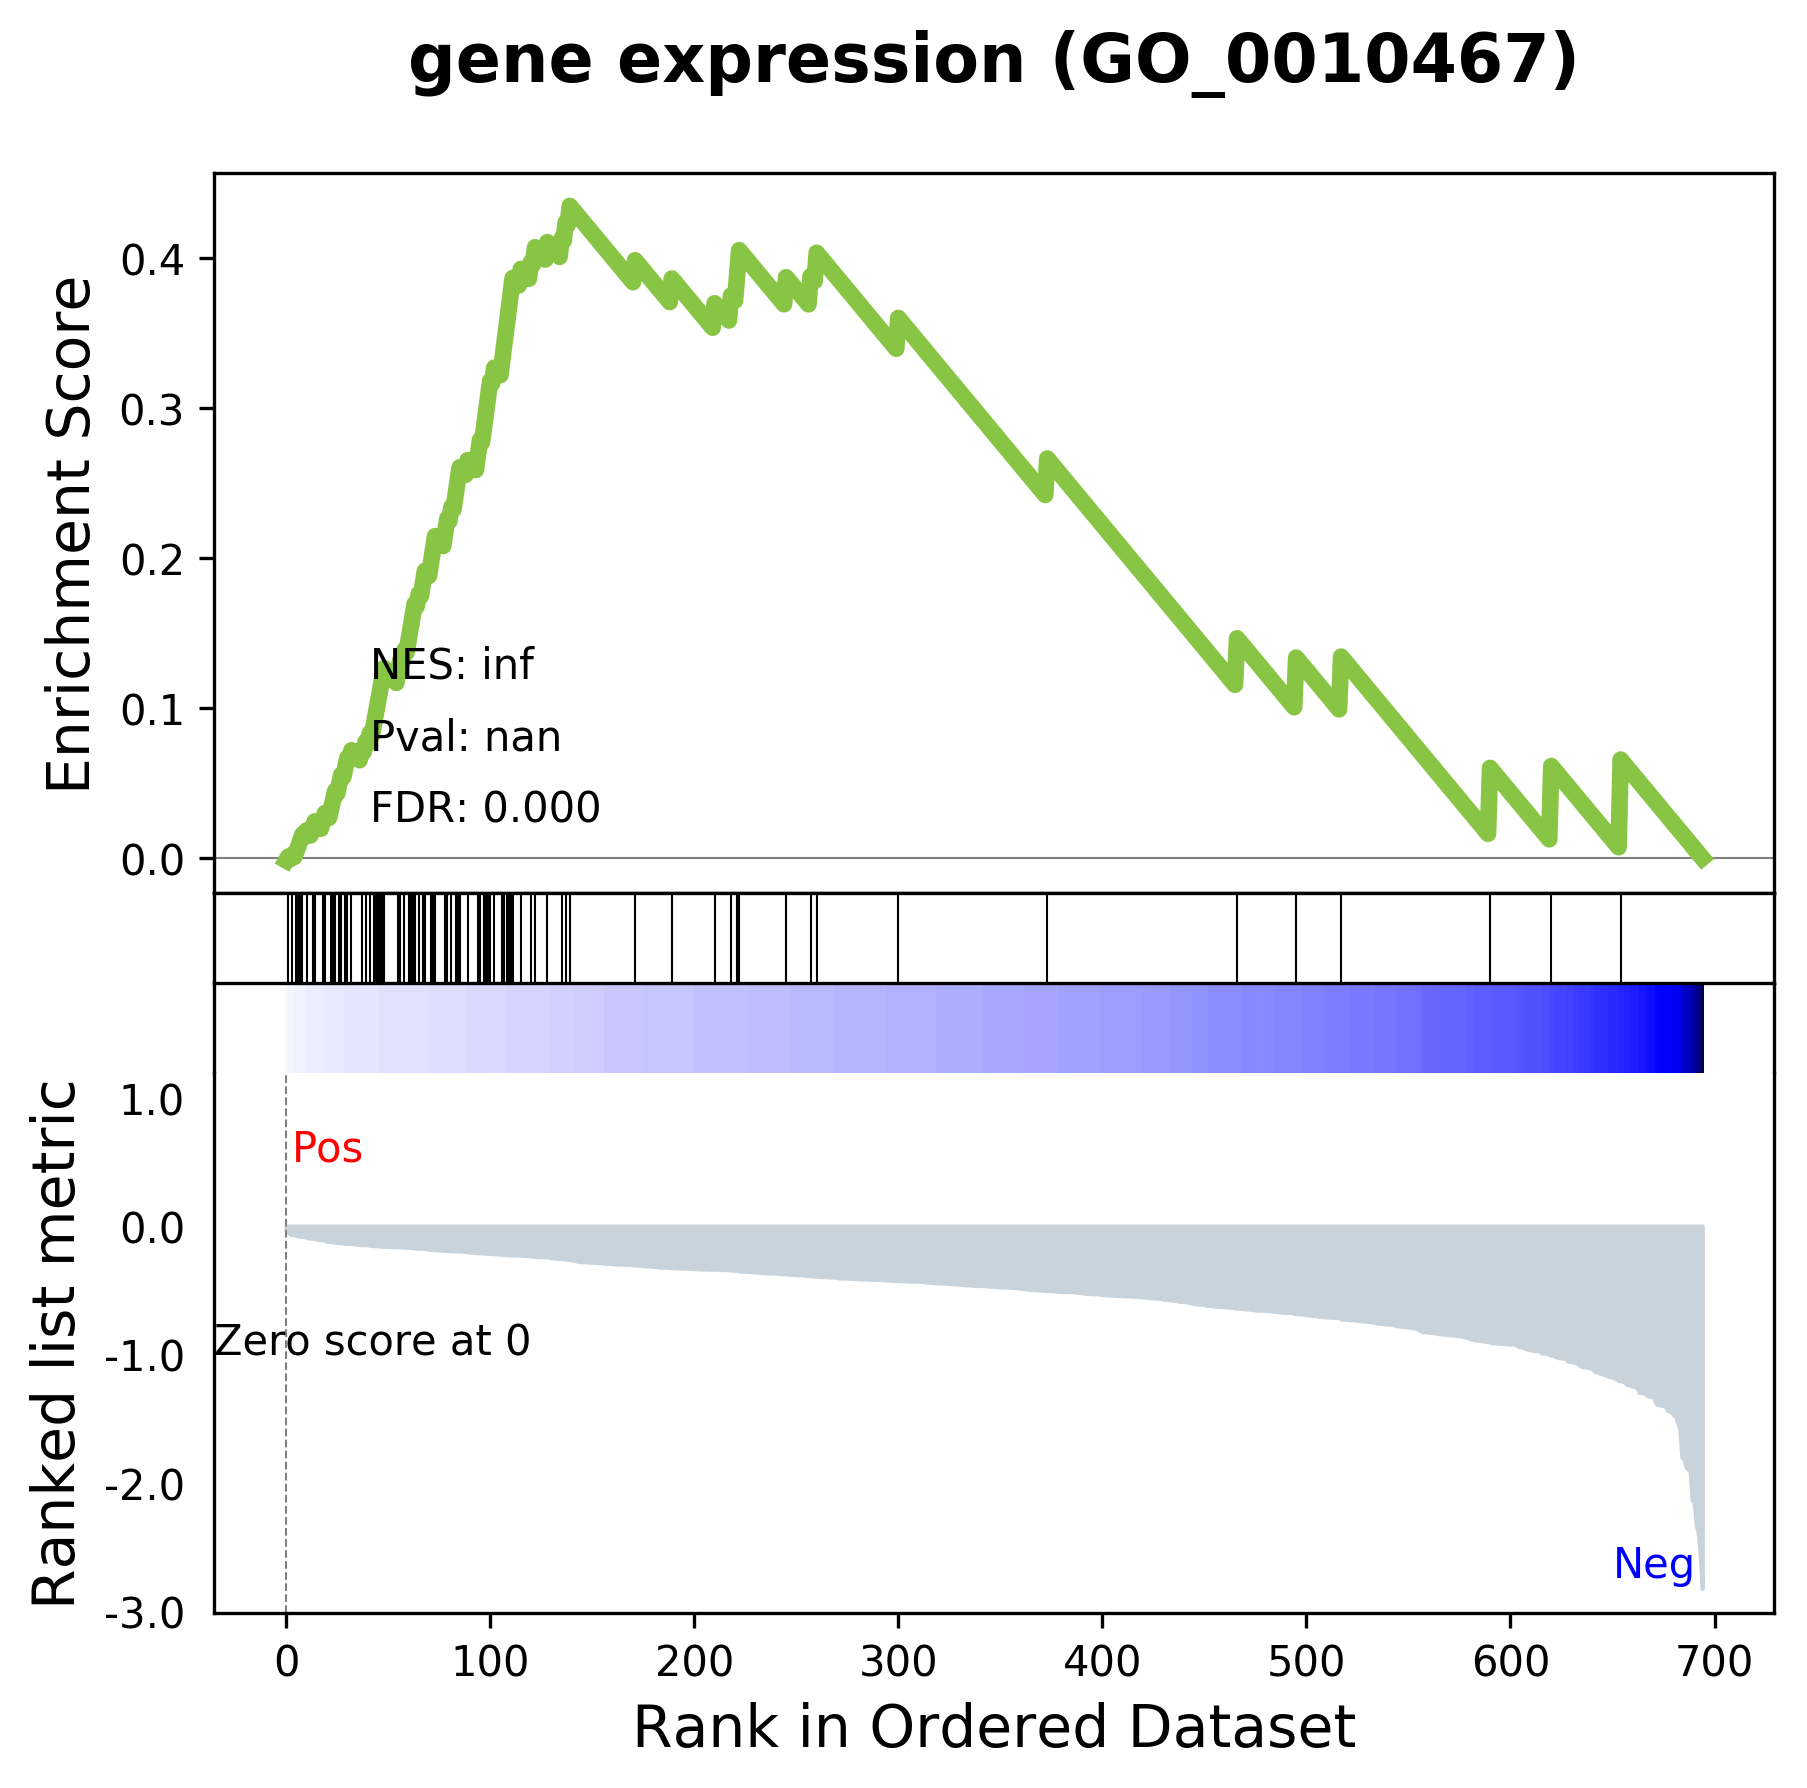 gene expression (GO_0010467)
Enrichment Score
0.4
0.3
0.2
0.1
0.0
NES: inf
Pval: nan
FDR: 0.000
Ranked list metric
1.0
0.0
-1.0
-2.0
-3.0
Pos
Zero score at 0
Neg
0 100 200 300 400 500 600 700
Rank in Ordered Dataset